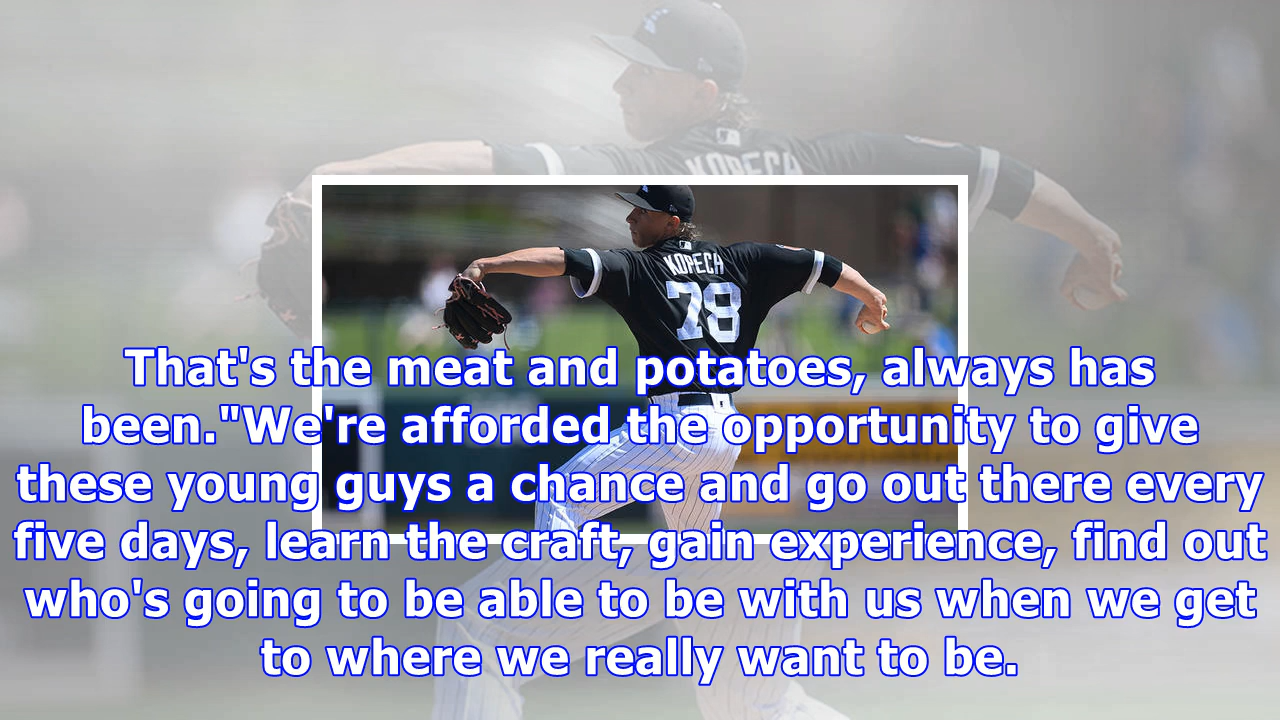 KOPECH
KOPECH
78
That's the meat and potatoes, always has
been."We're afforded the opportunity to give
these young guys a chance and go out there every
five days, learn the craft, gain experience, find out
who's going to be able to be with us when we get
to where we really want to be.